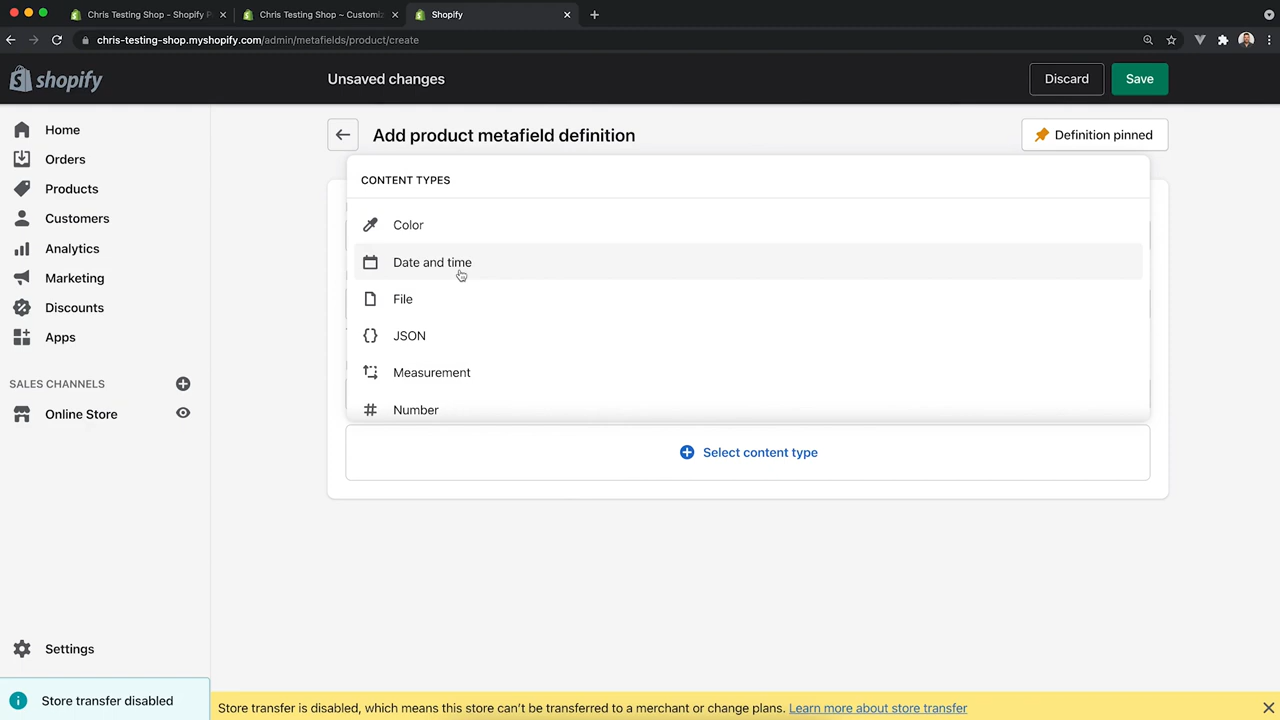 Chris Testing Shop - Shopify P
Chris Testing Shop ~ Customiz
Shopify
chris-testing-shop.myshopify.com/admin/metafields/product/create
shopify
Unsaved changes
Discard
Save
Home
Orders
Products
Customers
Analytics
Marketing
Discounts
Apps
SALES CHANNELS
Online Store
Settings
Store transfer disabled
Add product metafield definition
Definition pinned
CONTENT TYPES
Color
Date and time
File
JSON
Measurement
Number
Select content type
Store transfer is disabled, which means this store can't be transferred to a merchant or change plans. Learn more about store transfer